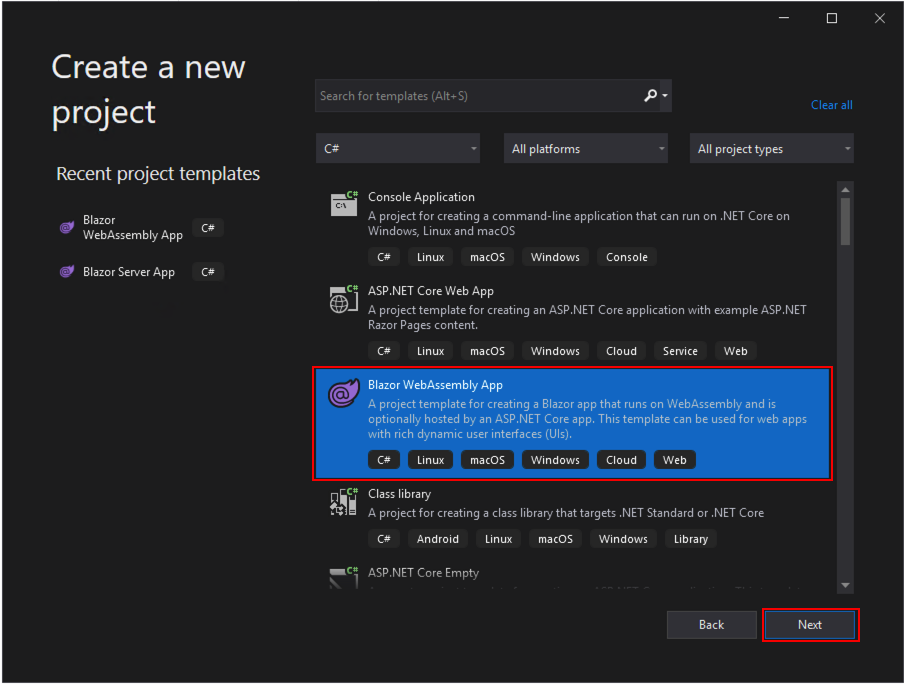 Create a new
project
Search for templates (Alt+S)
Clear all
C#
All platforms
All project types
Recent project templates
Blazor
WebAssembly App
C#
Blazor Server App
C#
Console Application
A project for creating a command-line application that can run on .NET Core on
Windows, Linux and macOS
C# Linux macOS Windows Console
ASP.NET Core Web App
A project template for creating an ASP.NET Core application with example ASP.NET
Razor Pages content.
C# Linux macOS Windows Cloud Service Web
Blazor WebAssembly App
A project template for creating a Blazor app that runs on WebAssembly and is
optionally hosted by an ASP.NET Core app. This template can be used for web apps
with rich dynamic user interfaces (UIs).
C# Linux macOS Windows Cloud Web
Class library
A project for creating a class library that targets .NET Standard or .NET Core
C# Android Linux macOS Windows Library
ASP.NET Core Empty
Back
Next